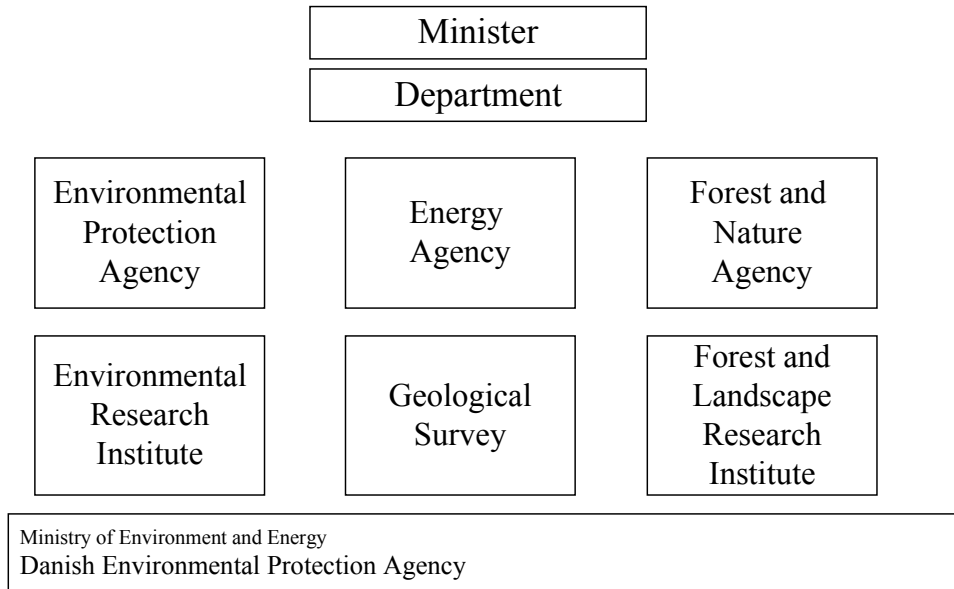 Minister
Department
Environmental
Protection
Agency
Energy
Agency
Forest and
Nature
Agency
Environmental
Research
Institute
Geological
Survey
Forest and
Landscape
Research
Institute
Ministry of Environment and Energy
Danish Environmental Protection Agency